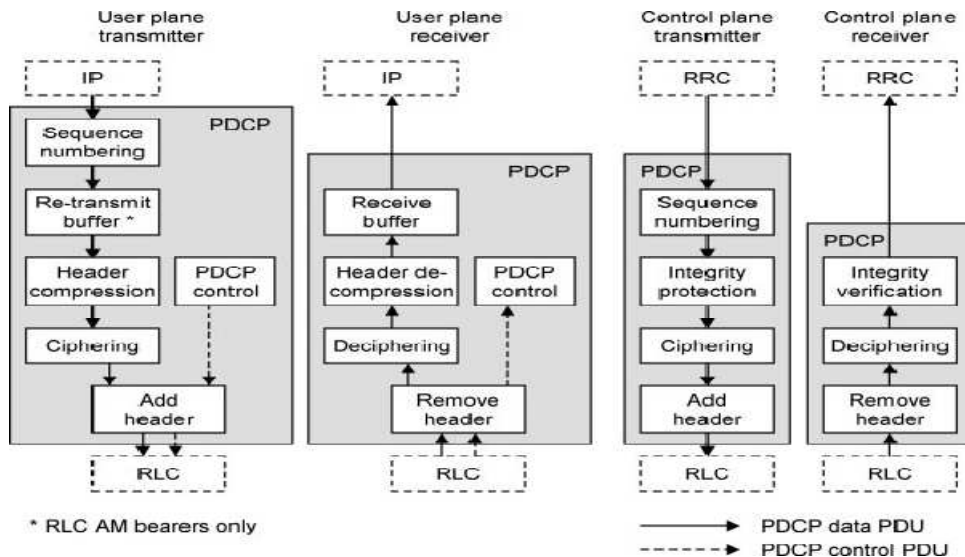 User plane
transmitter
IP
PDCP
Sequence
numbering
Re-transmit
buffer *
Header
compression
PDCP
control
Ciphering
Add
header
RLC
User plane
receiver
IP
PDCP
Receive
buffer
Header de-
compression
PDCP
control
Deciphering
Remove
header
RLC
Control plane
transmitter
RRC
PDCP
Sequence
numbering
Integrity
protection
Ciphering
Add
header
RLC
Control plane
receiver
RRC
PDCP
Integrity
verification
Deciphering
Remove
header
RLC
* RLC AM bearers only
PDCP data PDU
PDCP control PDU